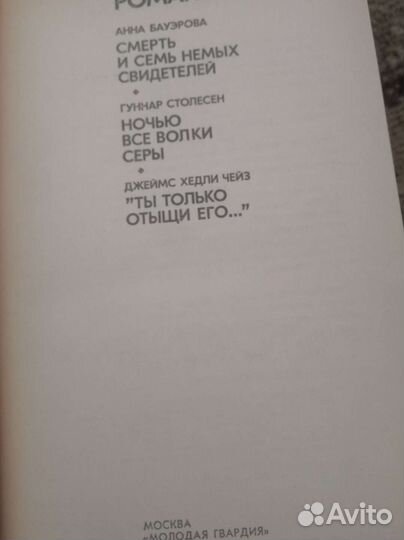 АННА БАУЭРОВА
СМЕРТЬ
И СЕМЬ НЕМЫХ
СВИДЕТЕЛЕЙ
ГУННАР СТОЛЕСЕН
НОЧЬЮ
ВСЕ ВОЛКИ
СЕРЫ
ДЖЕЙМС ХЕДЛИ ЧЕЙЗ
"ТЫ ТОЛЬКО
ОТЫЩИ ЕГО..."
МОСКВА
«МОЛОДАЯ ГВАРДИЯ»
Avito